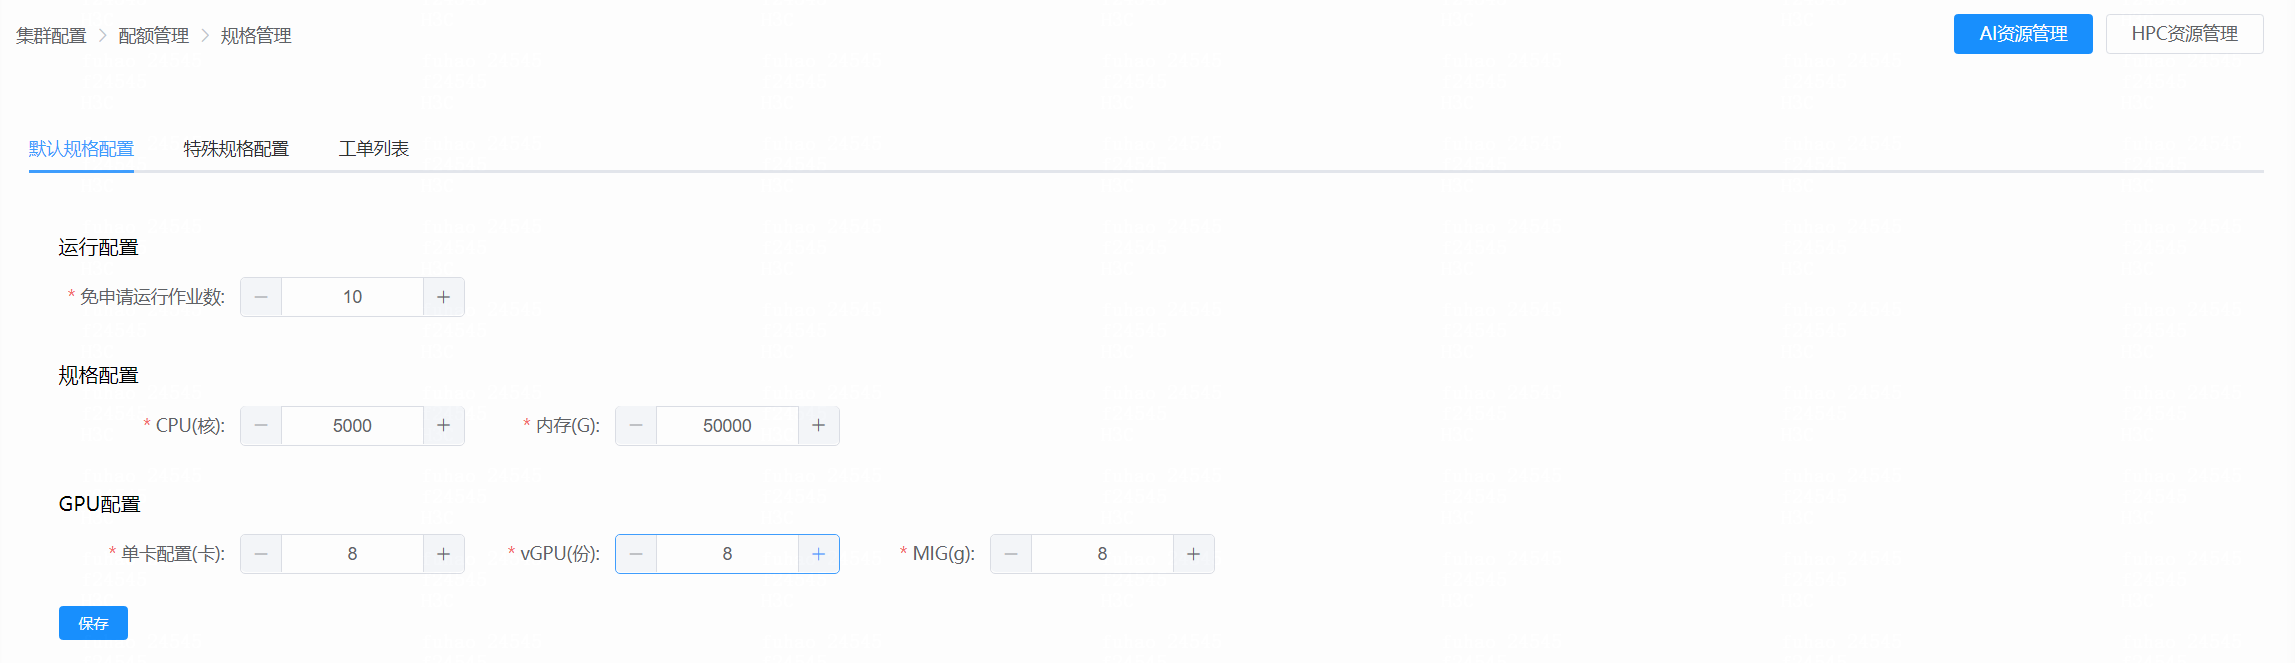 集群配置 > 配额管理 > 规格管理
AI资源管理 HPC资源管理
默认规格配置 特殊规格配置 工单列表
运行配置
* 免申请运行作业数: − 10 +
规格配置
* CPU(核): − 5000 + * 内存(G): − 50000 +
GPU配置
* 单卡配置(卡): − 8 + * vGPU(份): − 8 + * MIG(g): − 8 +
保存